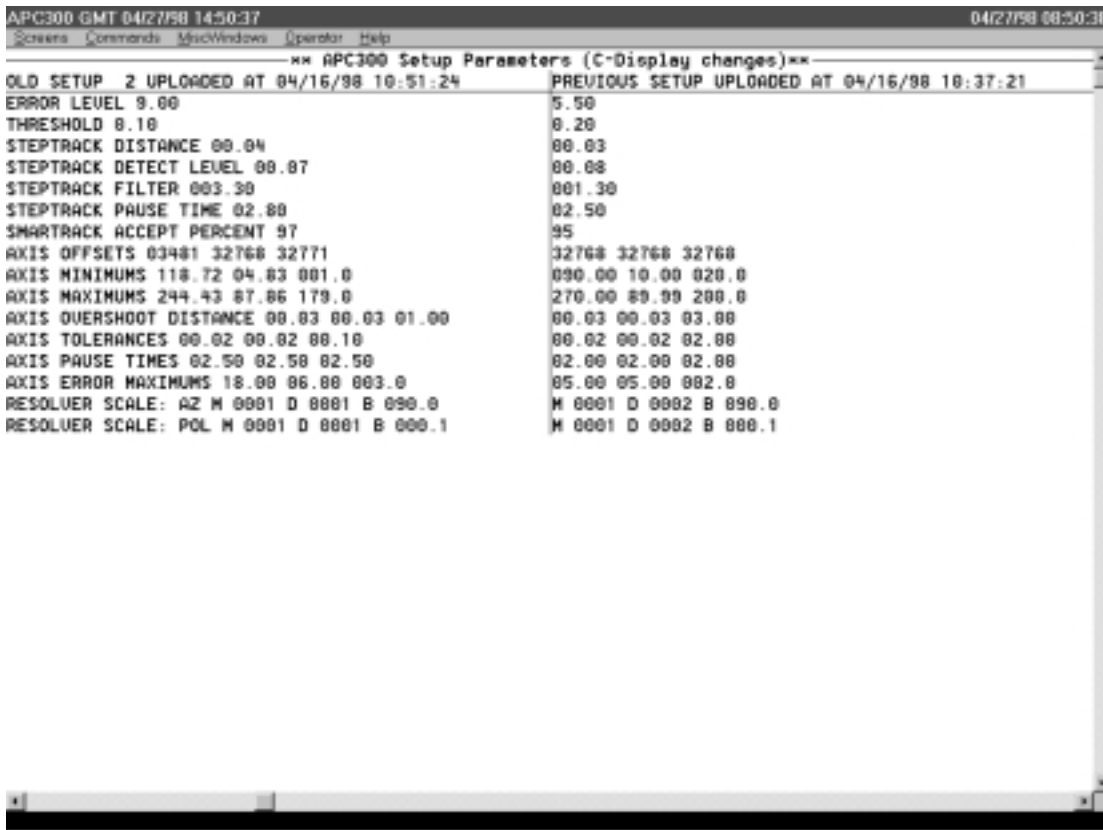 APC300 GMT 04/27/98 14:50:37 04/27/98 08:50:3
Screens Commands MiscWindows Operator Help
** APC300 Setup Parameters (C-Display changes)**
OLD SETUP 2 UPLOADED AT 04/16/98 10:51:24 PREVIOUS SETUP UPLOADED AT 04/16/98 10:37:21
ERROR LEVEL 9.00 5.50
THRESHOLD 0.10 0.20
STEPTRACK DISTANCE 00.04 00.03
STEPTRACK DETECT LEVEL 00.07 00.08
STEPTRACK FILTER 003.30 001.30
STEPTRACK PAUSE TIME 02.80 02.50
SMARTRACK ACCEPT PERCENT 97 95
AXIS OFFSETS 03481 32768 32771 32768 32768 32768
AXIS MINIMUMS 118.72 04.83 001.0 090.00 10.00 020.0
AXIS MAXIMUMS 244.43 87.86 179.0 270.00 89.99 200.0
AXIS OVERSHOOT DISTANCE 00.03 00.03 01.00 00.03 00.03 03.00
AXIS TOLERANCES 00.02 00.02 00.10 00.02 00.02 02.00
AXIS PAUSE TIMES 02.50 02.50 02.50 02.00 02.00 02.00
AXIS ERROR MAXIMUMS 18.00 06.00 003.0 05.00 05.00 002.0
RESOLVER SCALE: AZ M 0001 D 0001 B 090.0 M 0001 D 0002 B 090.0
RESOLVER SCALE: POL M 0001 D 0001 B 000.1 M 0001 D 0002 B 000.1